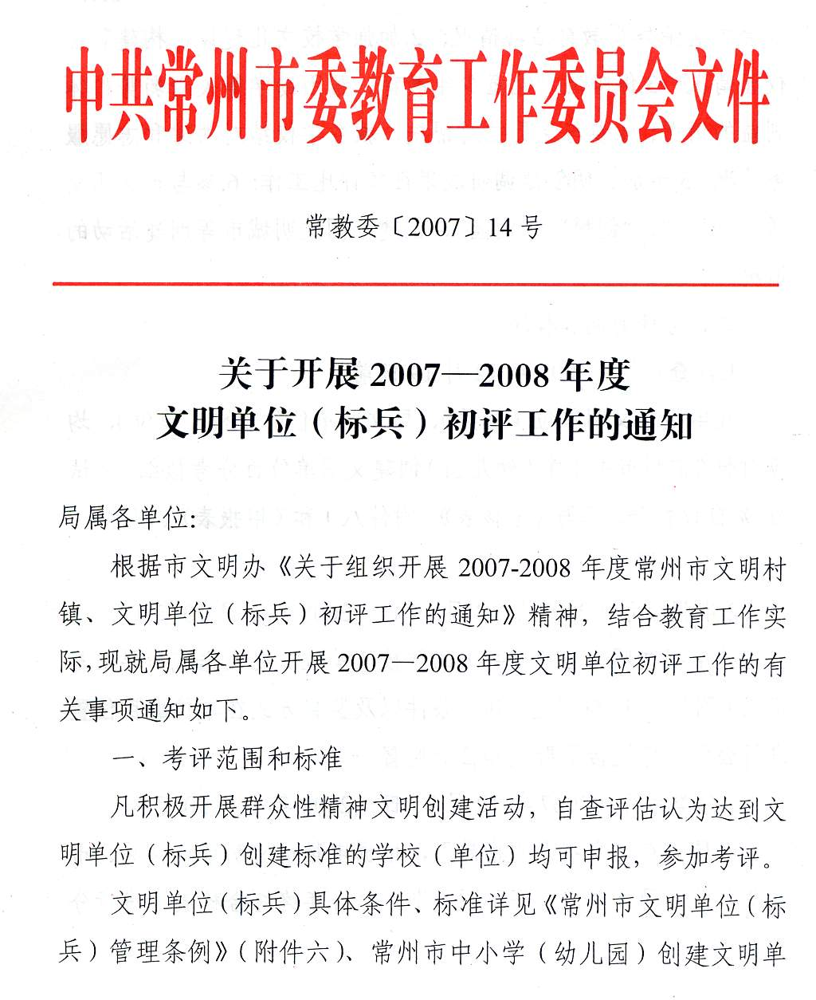 中共常州市委教育工作委员会文件
常教委〔2007〕14 号
关于开展 2007—2008 年度
文明单位（标兵）初评工作的通知
局属各单位:
根据市文明办《关于组织开展 2007-2008 年度常州市文明村
镇、文明单位（标兵）初评工作的通知》精神，结合教育工作实
际,现就局属各单位开展 2007—2008 年度文明单位初评工作的有
关事项通知如下。
一、考评范围和标准
凡积极开展群众性精神文明创建活动，自查评估认为达到文
明单位（标兵）创建标准的学校（单位）均可申报，参加考评。
文明单位（标兵）具体条件、标准详见《常州市文明单位（标
兵）管理条例》（附件六）、常州市中小学（幼儿园）创建文明单